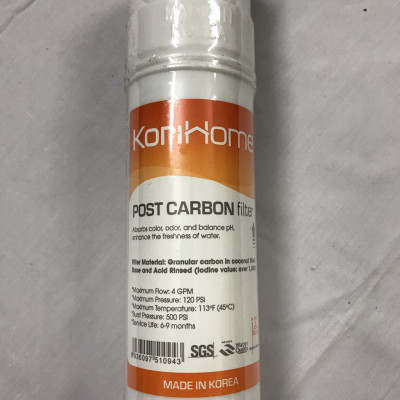 KoriHome
POST CARBON filter
Absorbs color, odor, and balance pH,
enhance the freshness of water.
Filter Material: Granular carbon in coconut
Base and Acid Rinsed (Iodine value: over
*Maximum Flow: 4 GPM
*Maximum Pressure: 120 PSI
*Maximum Temperature: 113ºF (45ºC)
*Burst Pressure: 500 PSI
*Service Life: 6-9 months
SGS
Water
Quality
MADE IN KOREA